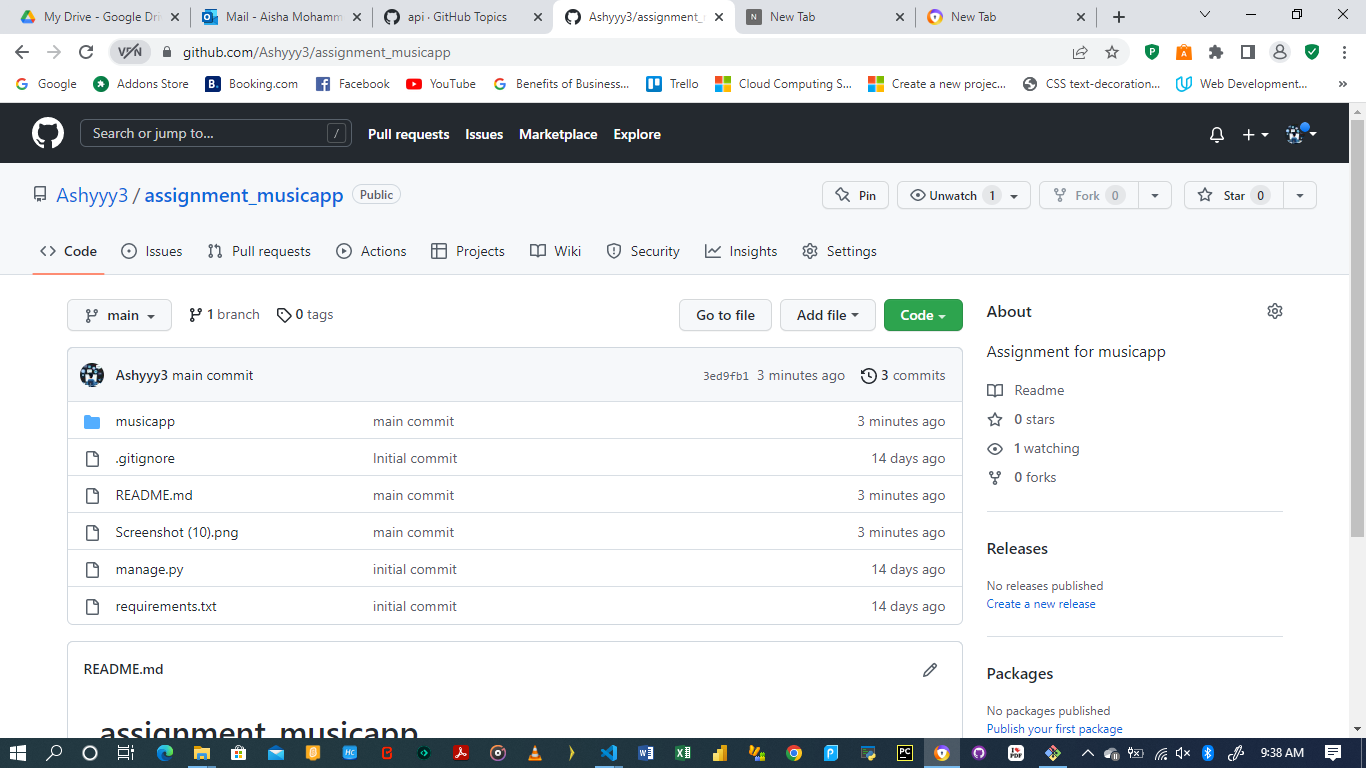 My Drive - Google Dri
Mail - Aisha Mohamm
api · GitHub Topics
Ashyyy3/assignment_
New Tab
New Tab
VPN
github.com/Ashyyy3/assignment_musicapp
Google
Addons Store
Booking.com
Facebook
YouTube
Benefits of Business...
Trello
Cloud Computing S...
Create a new projec...
CSS text-decoration...
Web Development...
Search or jump to...
/
Pull requests
Issues
Marketplace
Explore
Ashyyy3 / assignment_musicapp
Public
Pin
Unwatch 1
Fork 0
Star 0
Code
Issues
Pull requests
Actions
Projects
Wiki
Security
Insights
Settings
main
1 branch
0 tags
Go to file
Add file
Code
Ashyyy3 main commit
3ed9fb1 3 minutes ago
3 commits
musicapp main commit 3 minutes ago
.gitignore Initial commit 14 days ago
README.md main commit 3 minutes ago
Screenshot (10).png main commit 3 minutes ago
manage.py initial commit 14 days ago
requirements.txt initial commit 14 days ago
README.md
assignment_musicapp
About
Assignment for musicapp
Readme
0 stars
1 watching
0 forks
Releases
No releases published
Create a new release
Packages
No packages published
Publish your first package
9:38 AM